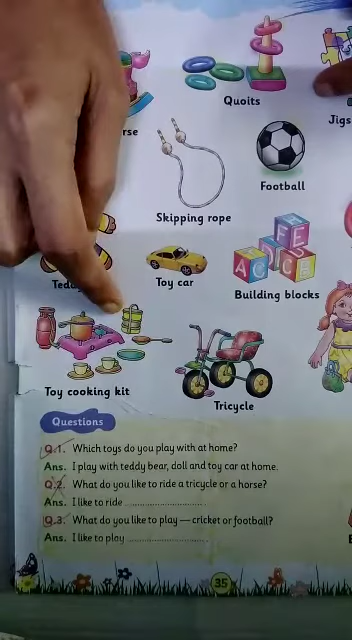 Quoits
rse
Jigs
Skipping rope
Football
Tedd
Toy car
Building blocks
Toy cooking kit
Tricycle
Questions
Q.1. Which toys do you play with at home?
Ans. I play with teddy bear, doll and toy car at home.
Q.2. What do you like to ride a tricycle or a horse?
Ans. I like to ride ........................
Q.3. What do you like to play — cricket or football?
Ans. I like to play ........................
35